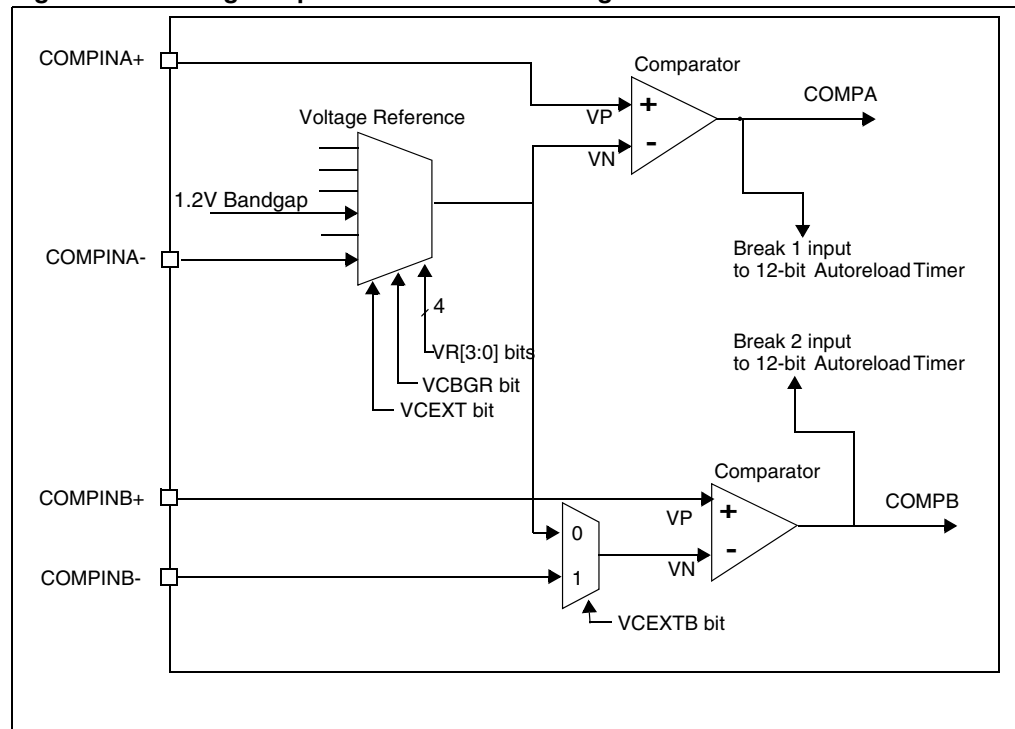 COMPINA+
Comparator
COMPA
+
VP
-
VN
Voltage Reference
1.2V Bandgap
COMPINA-
Break 1 input
to 12-bit Autoreload Timer
4
VR[3:0] bits
VCBGR bit
VCEXT bit
Break 2 input
to 12-bit Autoreload Timer
Comparator
COMPINB+
COMPB
+
VP
0
-
VN
COMPINB-
1
VCEXTB bit